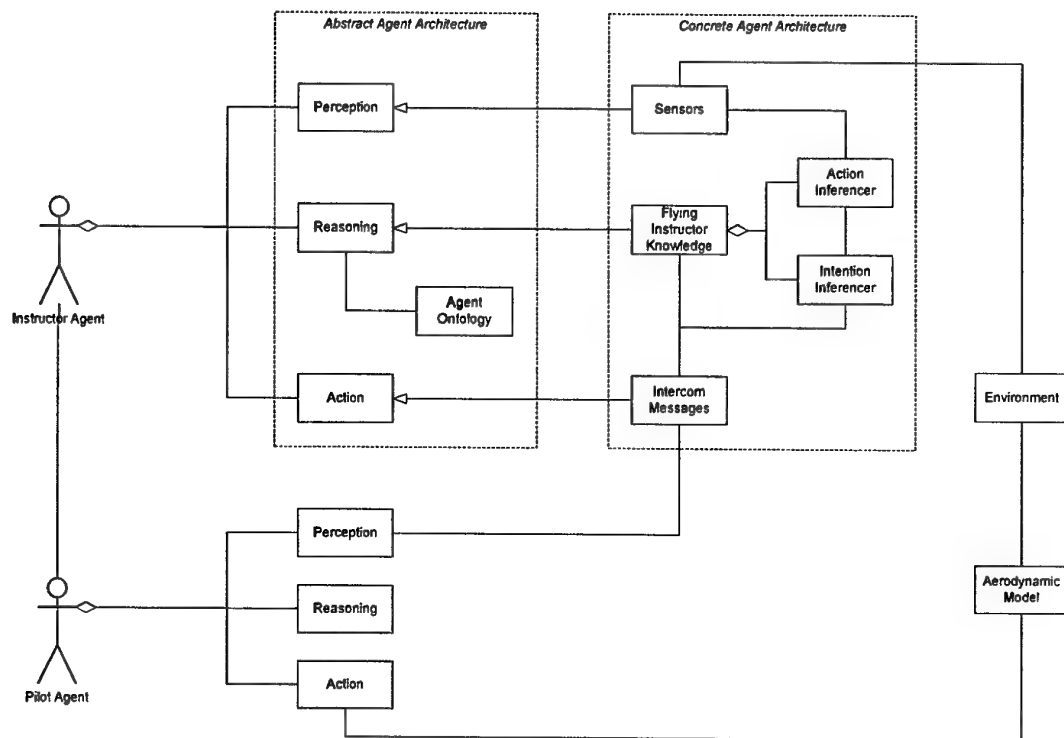 Abstract Agent Architecture
Concrete Agent Architecture
Perception
Sensors
Action
Inferencer
Reasoning
Flying
Instructor
Knowledge
Intention
Inferencer
Agent
Ontology
Instructor Agent
Action
Intercom
Messages
Environment
Perception
Aerodynamic
Model
Reasoning
Action
Pilot Agent